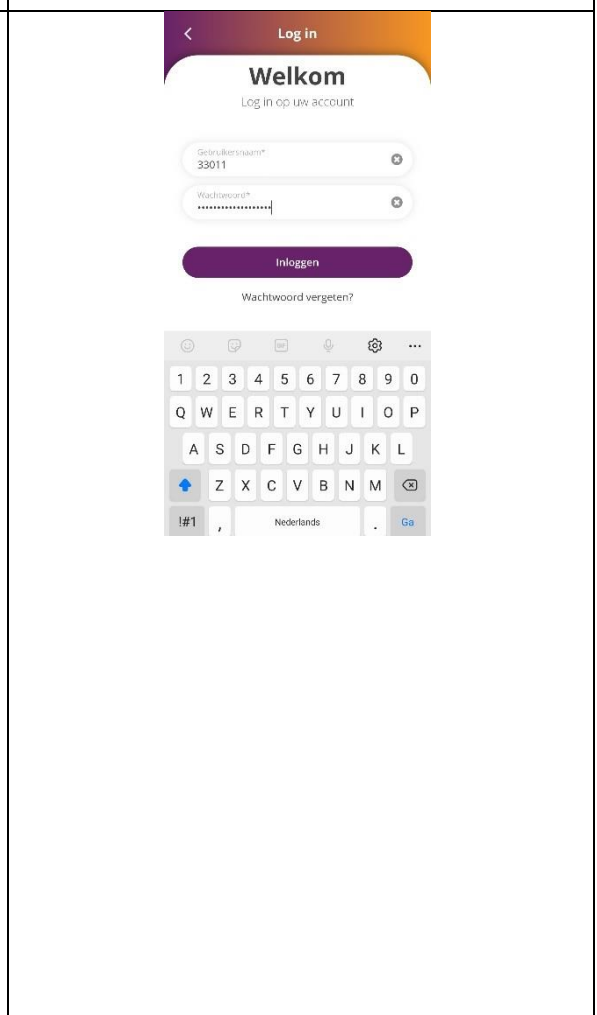 Log in
Welkom
Log in op uw account
Gebruikersnaam*
33011
Wachtwoord*
••••••••••••••••••
Inloggen
Wachtwoord vergeten?
GIF
1 2 3 4 5 6 7 8 9 0
Q W E R T Y U I O P
A S D F G H J K L
Z X C V B N M
!#1 , Nederlands . Ga